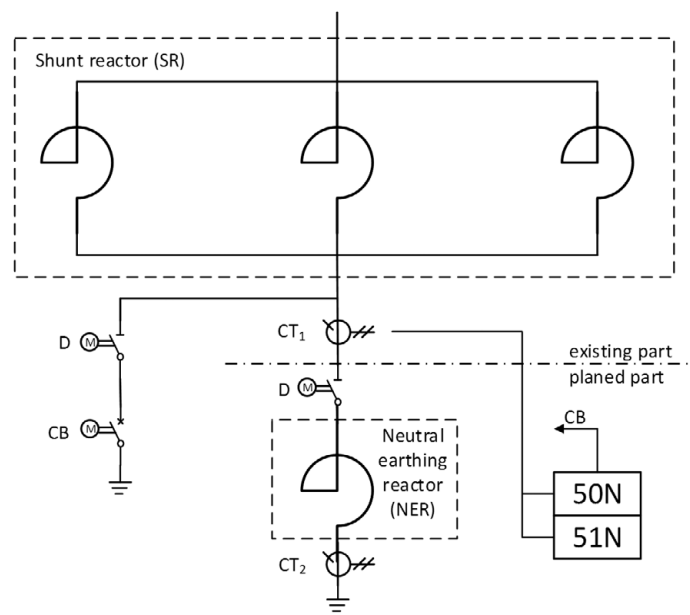 Shunt reactor (SR)
CT1
existing part
planed part
D
M
D
M
CB
M
CB
Neutral
earthing
reactor
(NER)
50N
51N
CT2